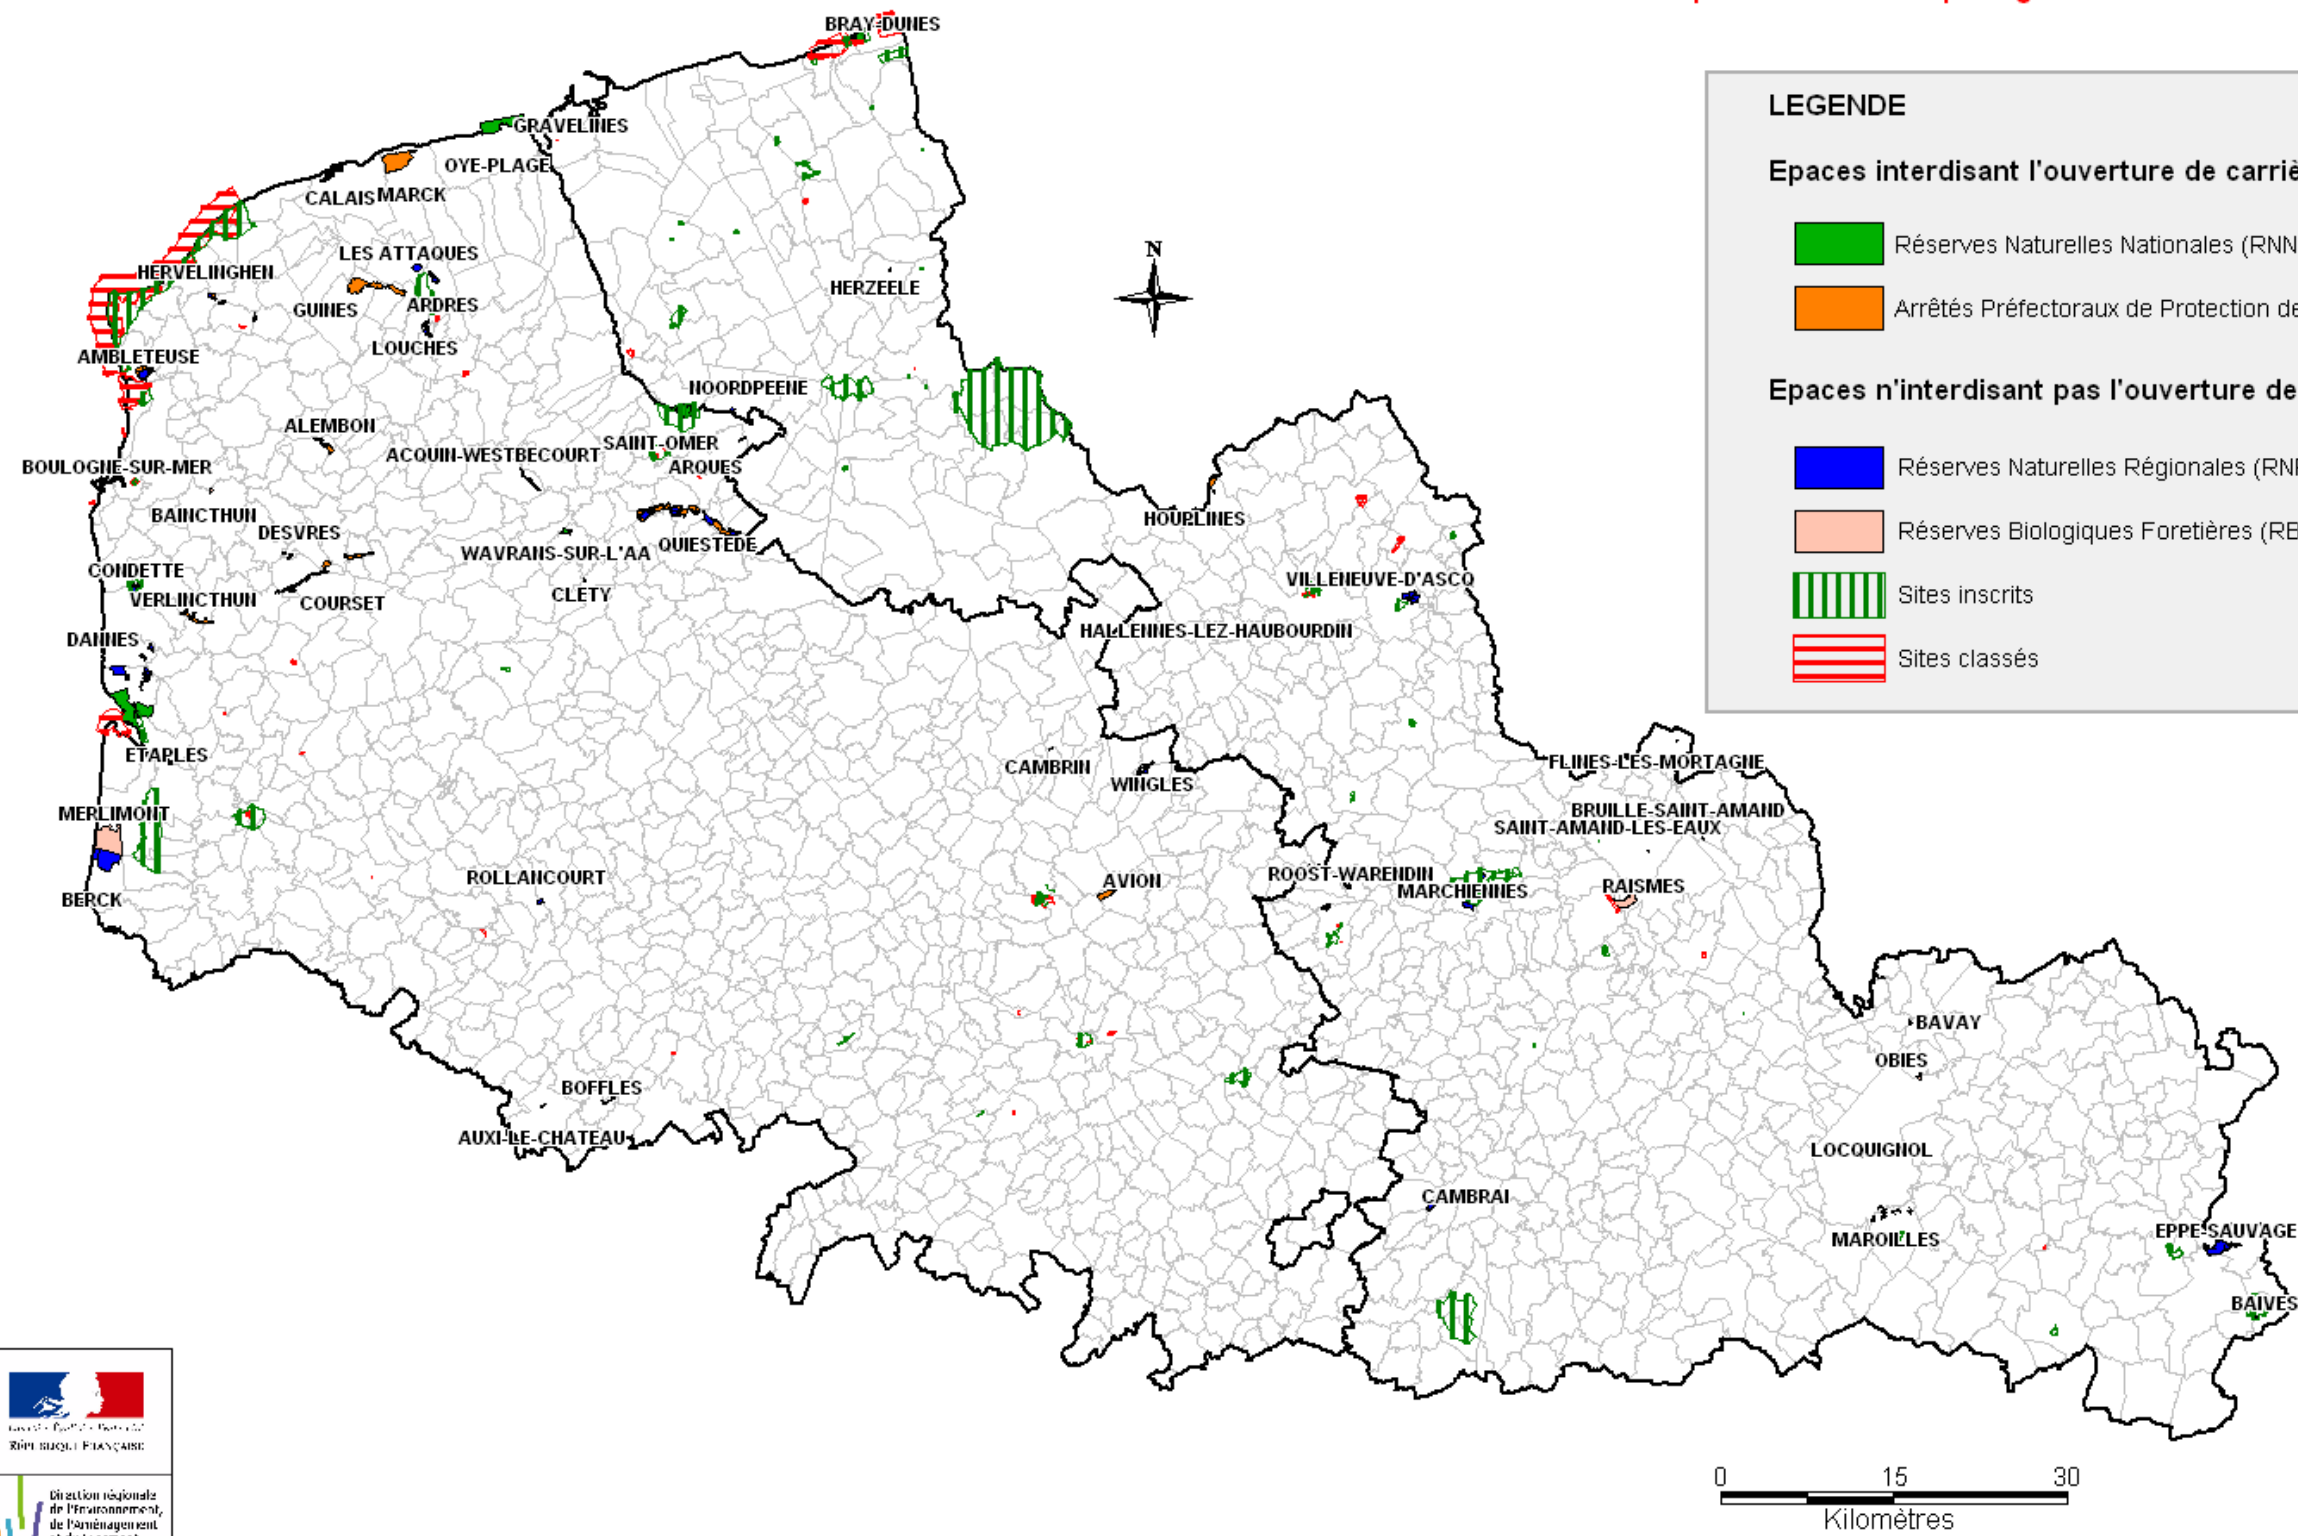 BRAY-DUNES
GRAVELINES
OYE-PLAGE
CALAIS
MARCK
LES ATTAQUES
HERVELINGHEN
GUINES
ARDRES
LOUCHES
HERZEELE
N
AMBLETEUSE
NOORDPEENE
ALEMBON
SAINT-OMER
ACQUIN-WESTBECOURT
ARQUES
BOULOGNE-SUR-MER
BAINCTHUN
DESVRES
HOUPLINES
WAVRANS-SUR-L'AA
QUIESTEDE
CONDETTE
VERLINCTHUN
COURSET
CLETY
VILLENEUVE-D'ASCQ
DANNES
HALLENNES-LEZ-HAUBOURDIN
ETAPLES
CAMBRIN
WINGLES
FLINES-LES-MORTAGNE
MERLIMONT
BRUILLE-SAINT-AMAND
SAINT-AMAND-LES-EAUX
ROLLANCOURT
AVION
ROOST-WARENDIN
MARCHIENNES
RAISMES
BERCK
BAVAY
OBIES
BOFFLES
AUXI-LE-CHATEAU
LOCQUIGNOL
CAMBRAI
MAROILLES
EPPE-SAUVAGE
BAIVES
LEGENDE
Epaces interdisant l'ouverture de carriè
Réserves Naturelles Nationales (RNN
Arrêtés Préfectoraux de Protection de
Epaces n'interdisant pas l'ouverture de
Réserves Naturelles Régionales (RN
Réserves Biologiques Foretières (RB
Sites inscrits
Sites classés
0 15 30
Kilomètres
RÉPUBLIQUE FRANÇAISE
Direction régionale
de l'Environnement,
de l'Aménagement